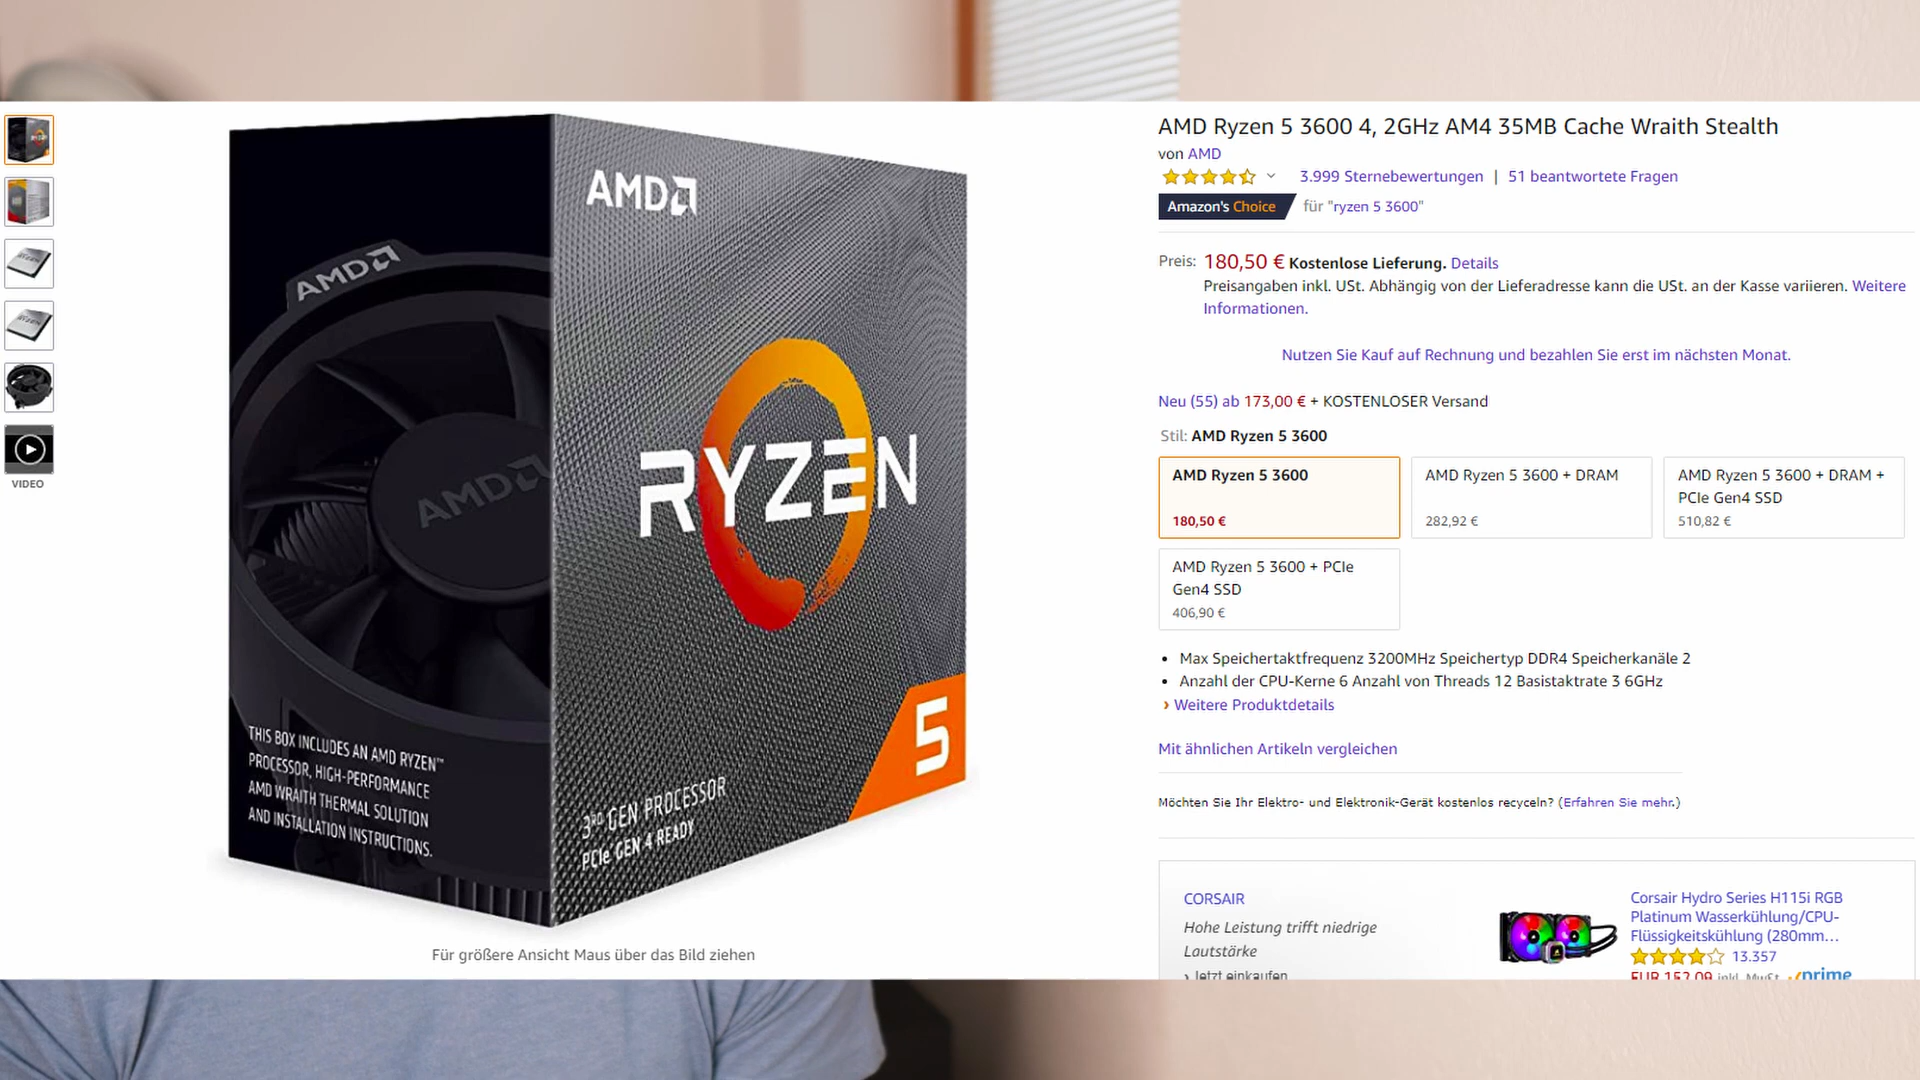 AMD Ryzen 5 3600 4, 2GHz AM4 35MB Cache Wraith Stealth
von AMD
3.999 Sternebewertungen | 51 beantwortete Fragen
Amazon's Choice für "ryzen 5 3600"
Preis: 180,50 € Kostenlose Lieferung. Details
Preisangaben inkl. USt. Abhängig von der Lieferadresse kann die USt. an der Kasse variieren. Weitere
Informationen.
Nutzen Sie Kauf auf Rechnung und bezahlen Sie erst im nächsten Monat.
Neu (55) ab 173,00 € + KOSTENLOSER Versand
Stil: AMD Ryzen 5 3600
AMD Ryzen 5 3600
180,50 €
AMD Ryzen 5 3600 + DRAM
282,92 €
AMD Ryzen 5 3600 + DRAM +
PCIe Gen4 SSD
510,82 €
AMD Ryzen 5 3600 + PCIe
Gen4 SSD
406,90 €
• Max Speichertaktfrequenz 3200MHz Speichertyp DDR4 Speicherkanäle 2
• Anzahl der CPU-Kerne 6 Anzahl von Threads 12 Basistaktrate 3 6GHz
› Weitere Produktdetails
Mit ähnlichen Artikeln vergleichen
Möchten Sie Ihr Elektro- und Elektronik-Gerät kostenlos recyceln? (Erfahren Sie mehr.)
CORSAIR
Hohe Leistung trifft niedrige
Lautstärke
› Jetzt einkaufen
Corsair Hydro Series H115i RGB
Platinum Wasserkühlung/CPU-
Flüssigkeitskühlung (280mm...
13.357
EUR 152,09 inkl. MwSt. prime
VIDEO
AMD
AMD
AMD
RYZEN
5
3RD GEN PROCESSOR
PCIe GEN 4 READY
THIS BOX INCLUDES AN AMD RYZEN™
PROCESSOR, HIGH-PERFORMANCE
AMD WRAITH THERMAL SOLUTION
AND INSTALLATION INSTRUCTIONS.
Für größere Ansicht Maus über das Bild ziehen